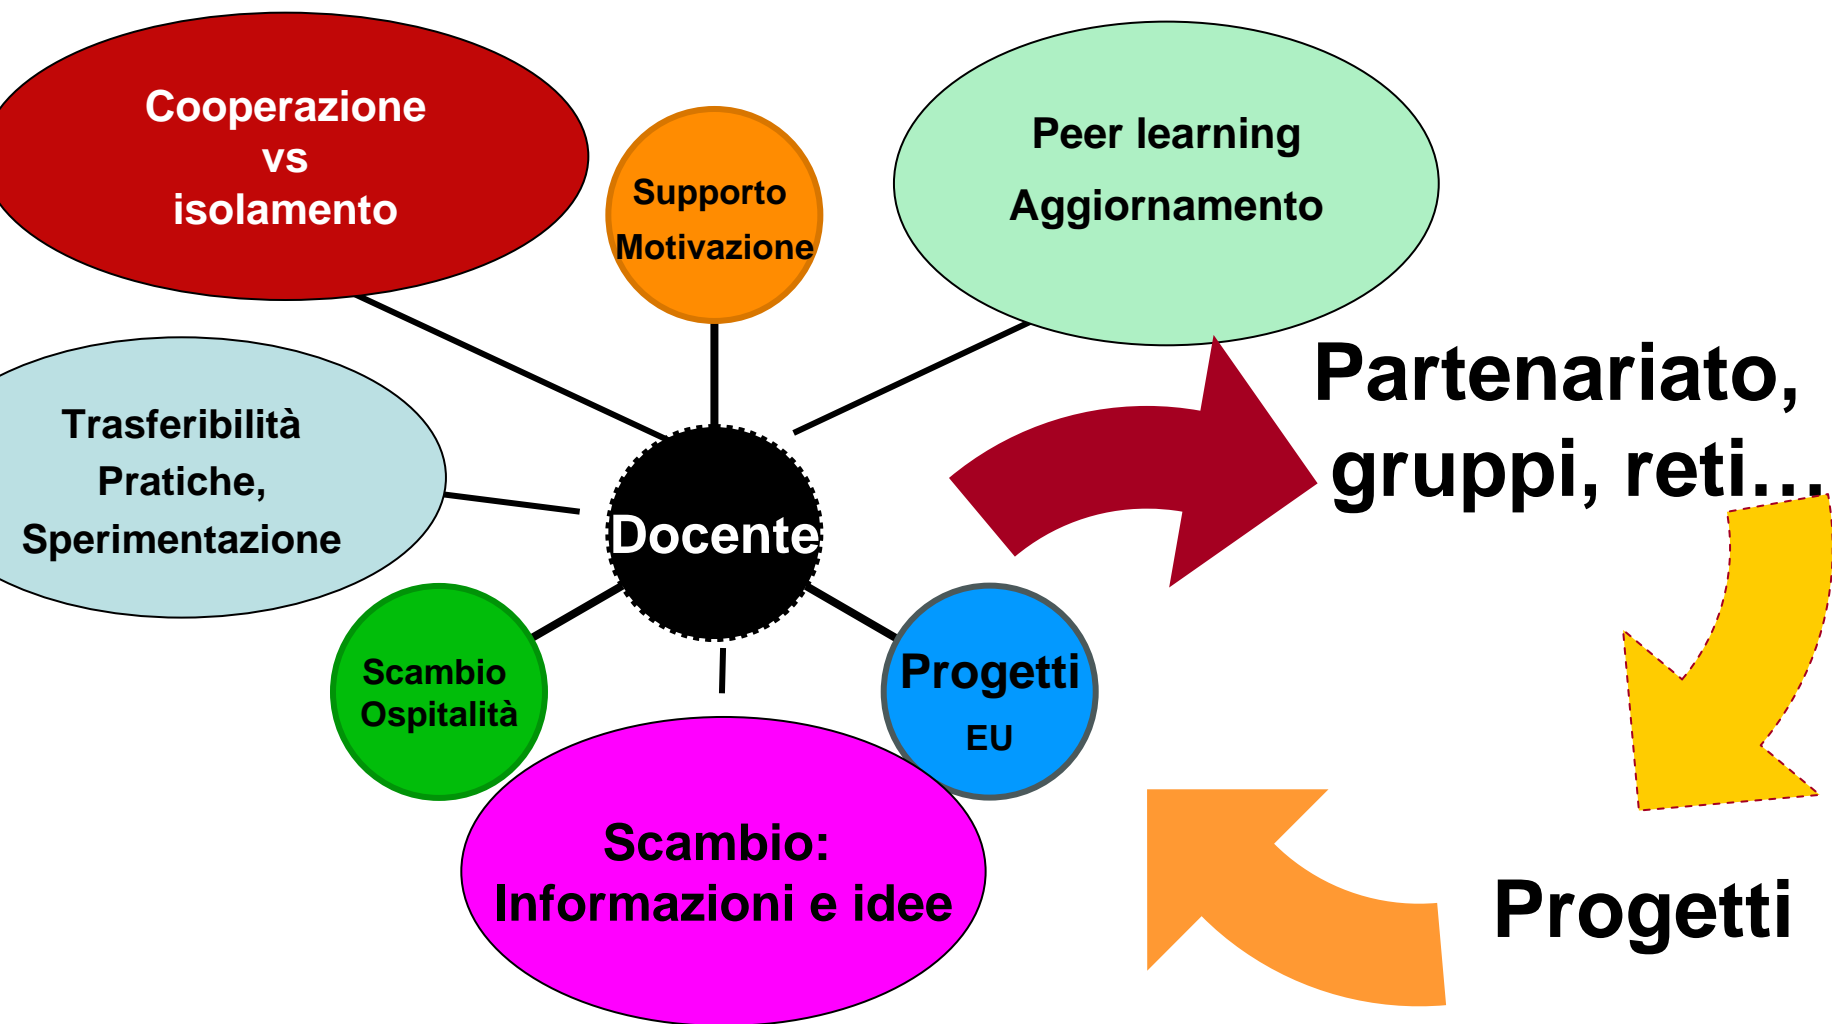 Cooperazione
vs
isolamento
Supporto
Motivazione
Peer learning
Aggiornamento
Partenariato,
gruppi, reti...
Trasferibilità
Pratiche,
Sperimentazione
Docente
Scambio
Ospitalità
Progetti
EU
Scambio:
Informazioni e idee
Progetti